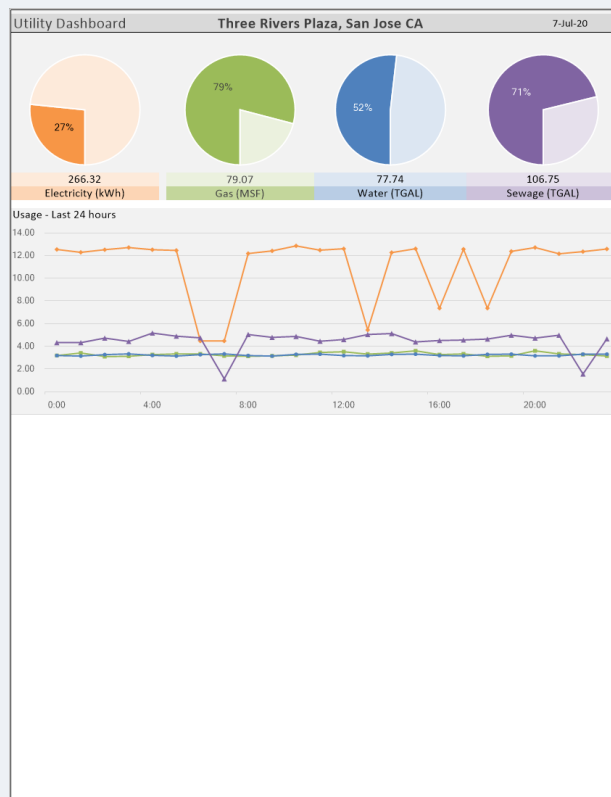 Utility Dashboard Three Rivers Plaza, San Jose CA 7-Jul-20
27% 79% 52% 71%
266.32 79.07 77.74 106.75
Electricity (kWh) Gas (MSF) Water (TGAL) Sewage (TGAL)
Usage - Last 24 hours
14.00
12.00
10.00
8.00
6.00
4.00
2.00
0.00
0:00 4:00 8:00 12:00 16:00 20:00